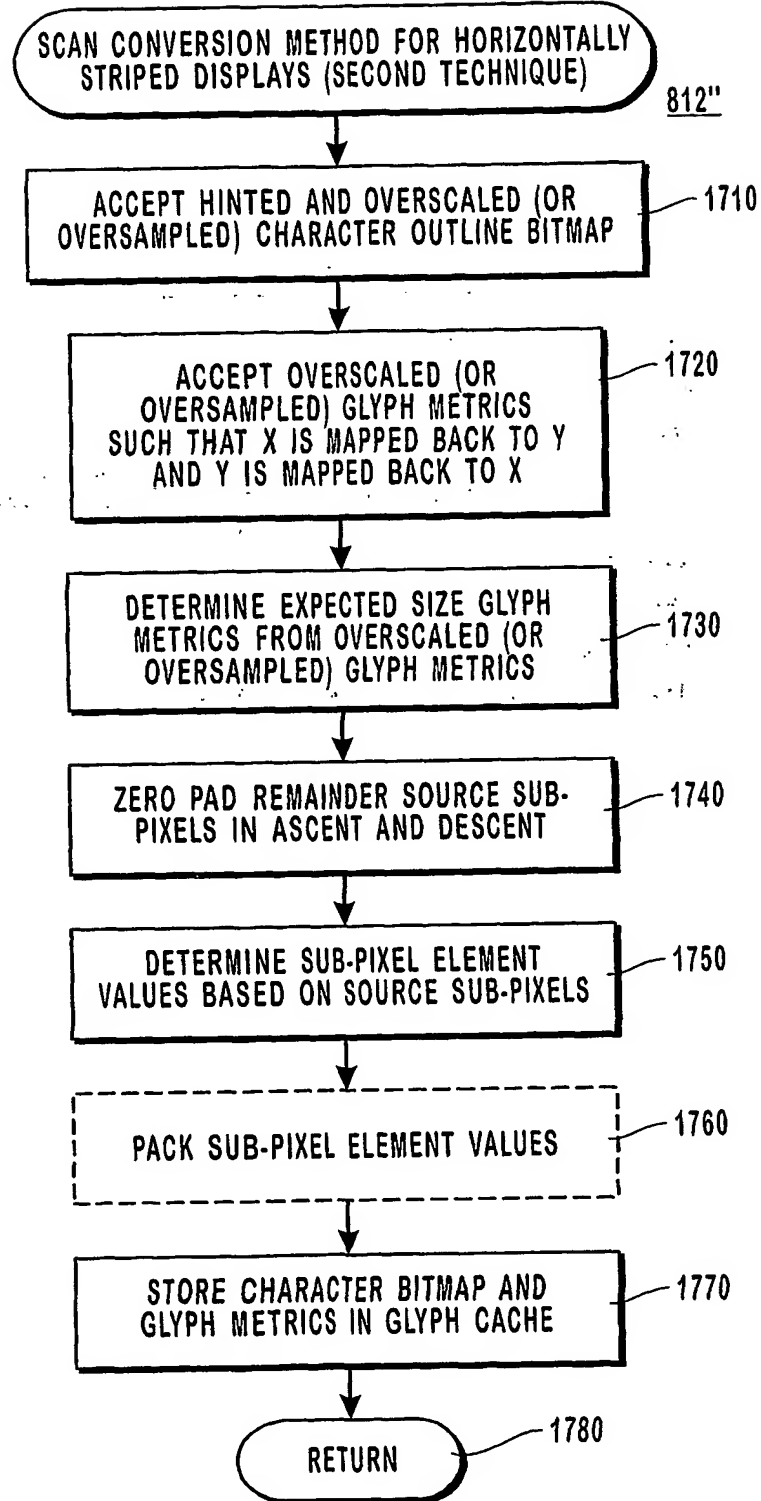 SCAN CONVERSION METHOD FOR HORIZONTALLY
STRIPED DISPLAYS (SECOND TECHNIQUE)
812"
ACCEPT HINTED AND OVERSCALED (OR
OVERSAMPLED) CHARACTER OUTLINE BITMAP
1710
ACCEPT OVERSCALED (OR
OVERSAMPLED) GLYPH METRICS
SUCH THAT X IS MAPPED BACK TO Y
AND Y IS MAPPED BACK TO X
1720
DETERMINE EXPECTED SIZE GLYPH
METRICS FROM OVERSCALED (OR
OVERSAMPLED) GLYPH METRICS
1730
ZERO PAD REMAINDER SOURCE SUB-
PIXELS IN ASCENT AND DESCENT
1740
DETERMINE SUB-PIXEL ELEMENT
VALUES BASED ON SOURCE SUB-PIXELS
1750
PACK SUB-PIXEL ELEMENT VALUES
1760
STORE CHARACTER BITMAP AND
GLYPH METRICS IN GLYPH CACHE
1770
RETURN
1780